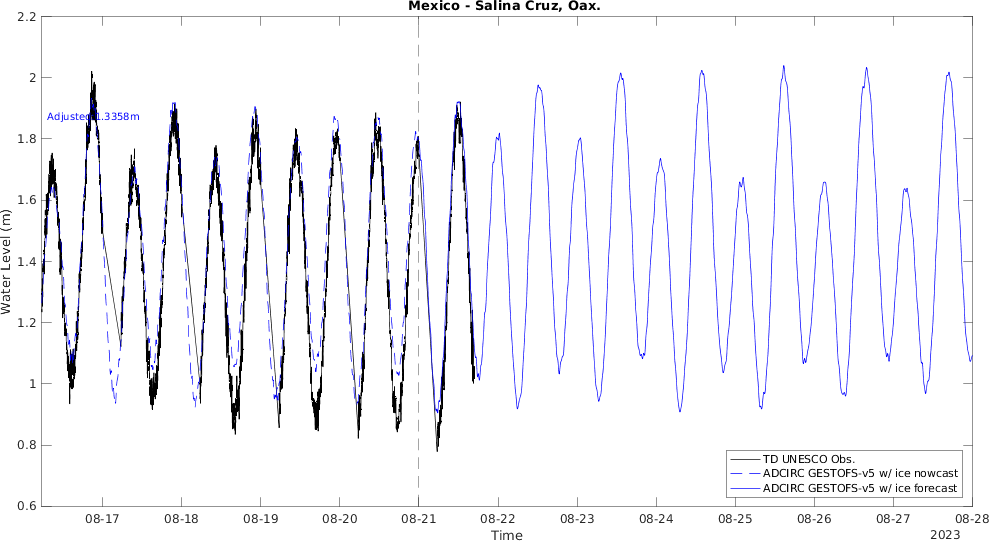 Mexico - Salina Cruz, Oax.
2.2
2
1.8
1.6
1.4
1.2
1
0.8
0.6
Water Level (m)
Adjusted 1.3358m
TD UNESCO Obs.
ADCIRC GESTOFS-v5 w/ ice nowcast
ADCIRC GESTOFS-v5 w/ ice forecast
08-17 08-18 08-19 08-20 08-21 08-22 08-23 08-24 08-25 08-26 08-27 08-28
Time
2023